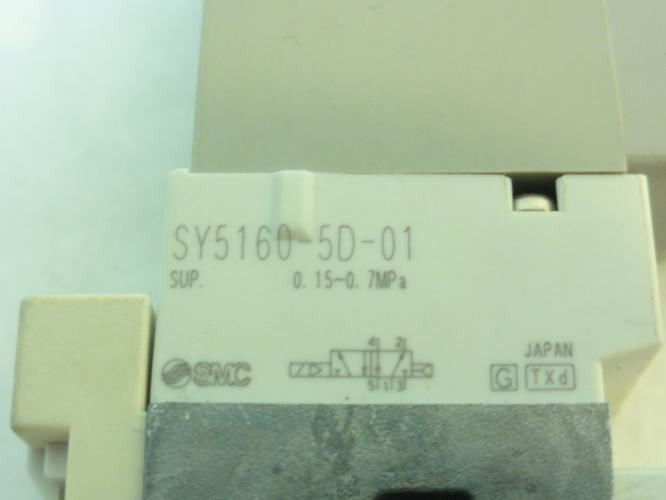 SY5160-5D-01
SUP. 0.15~0.7MPa
4 2
5 1 3
SMC
JAPAN
G TXd